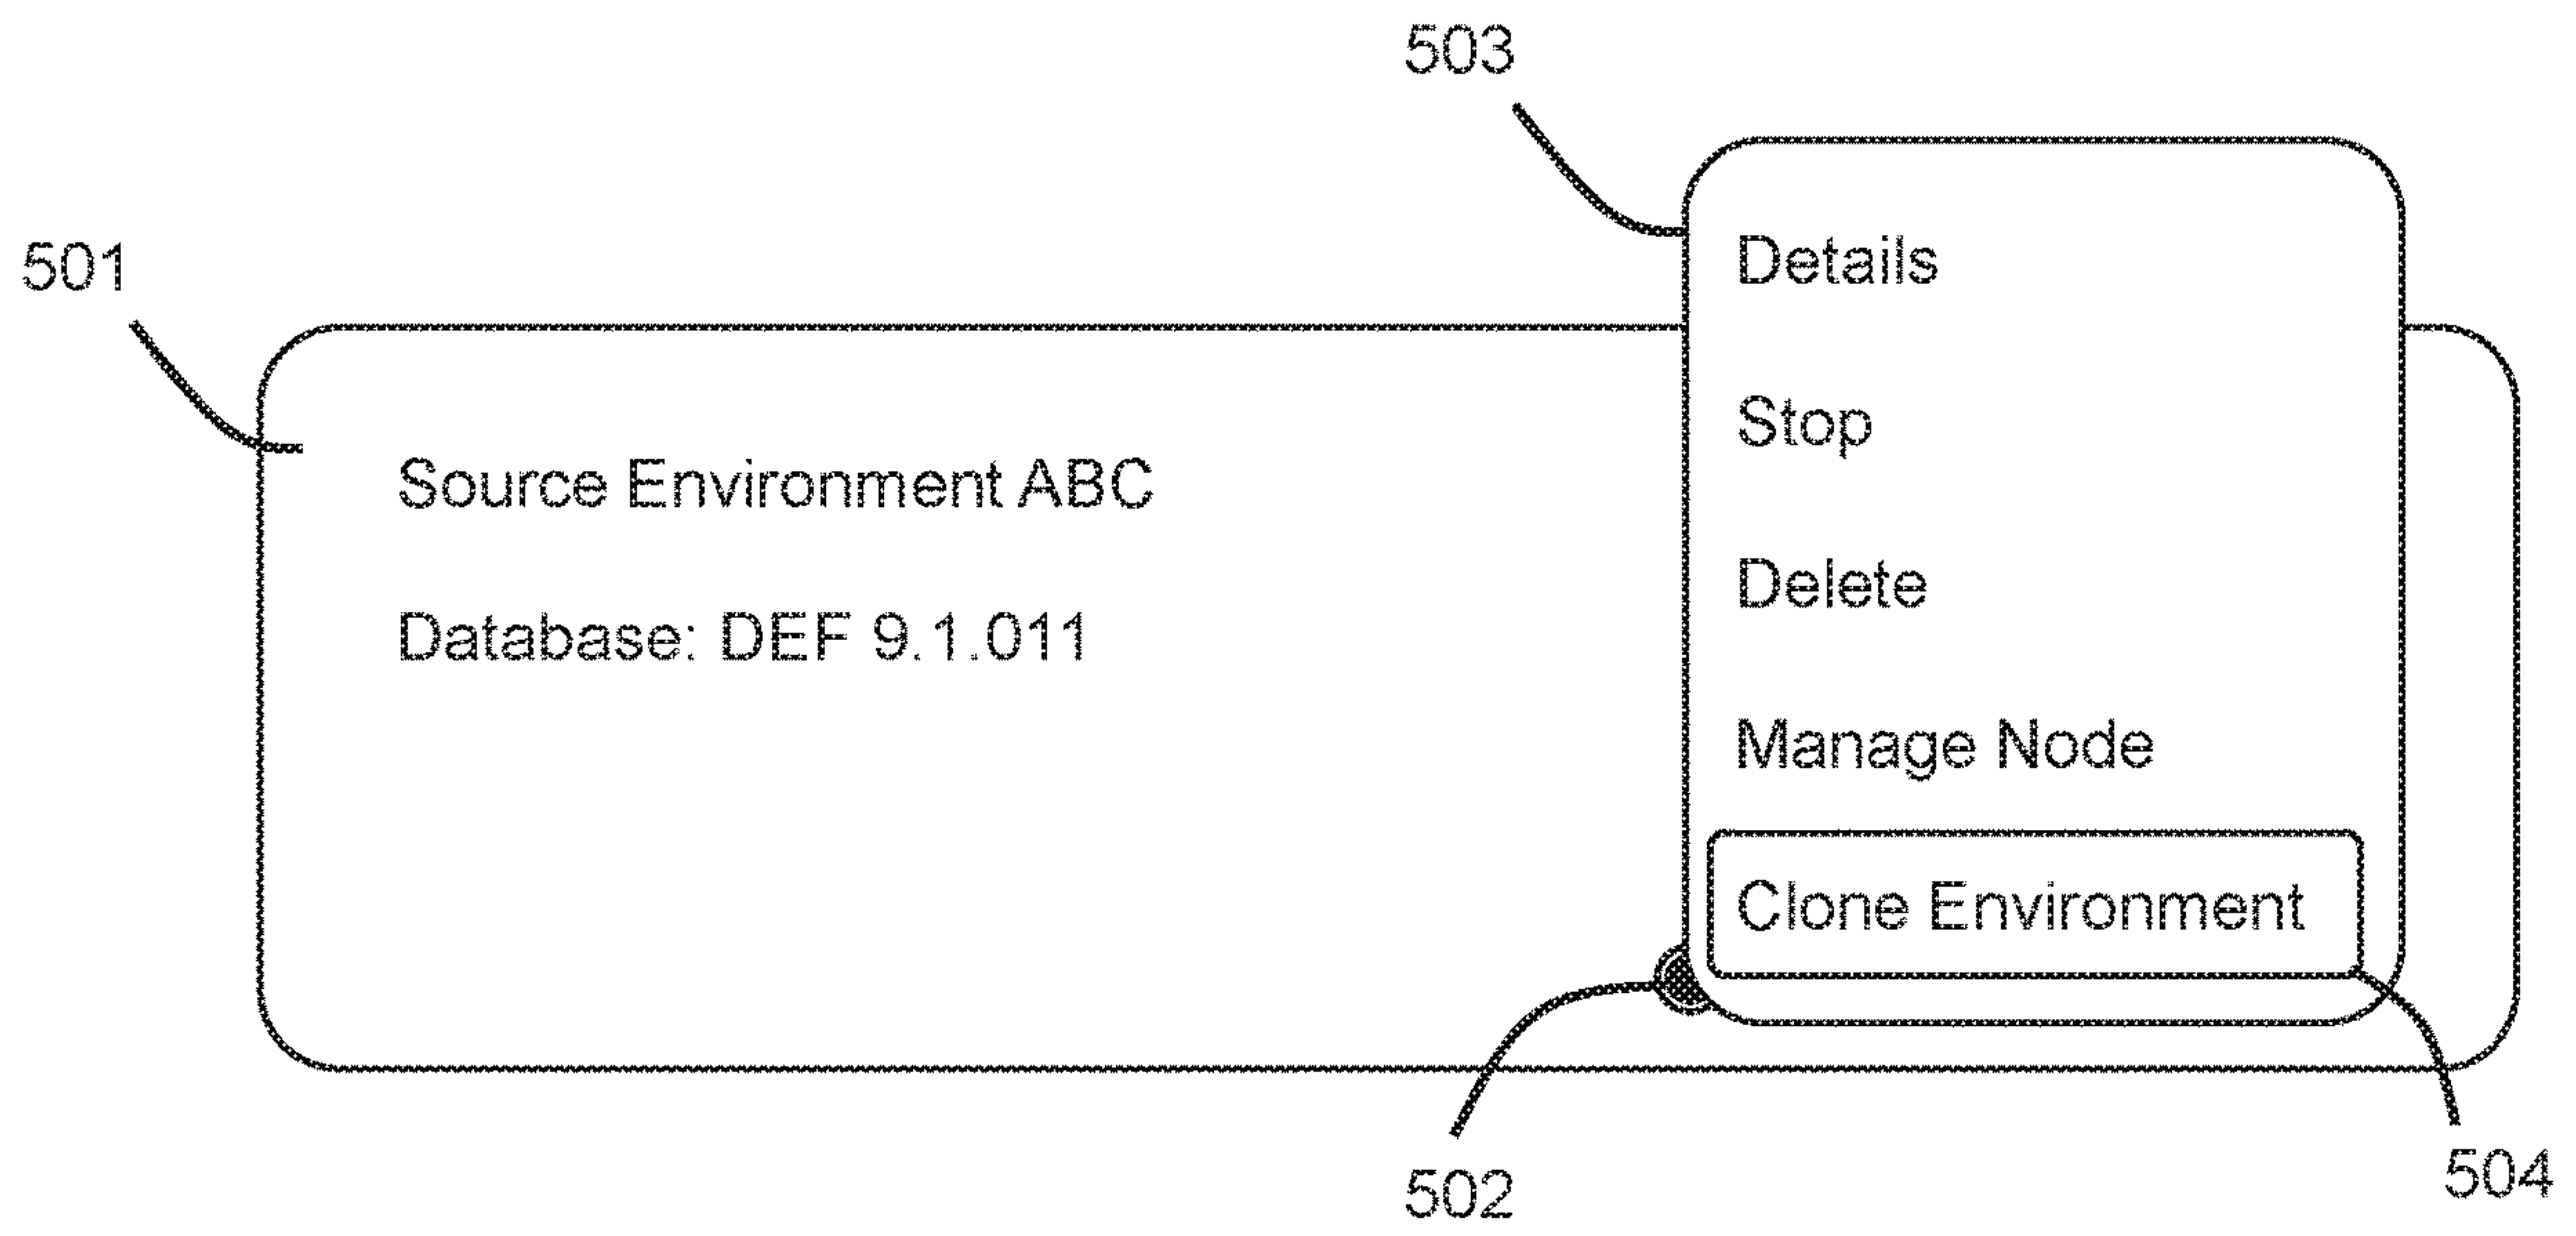 503
501
Details
Stop
Source Environment ABC
Delete
Database: DEF 9.1.011
Manage Node
Clone Environment
502
504